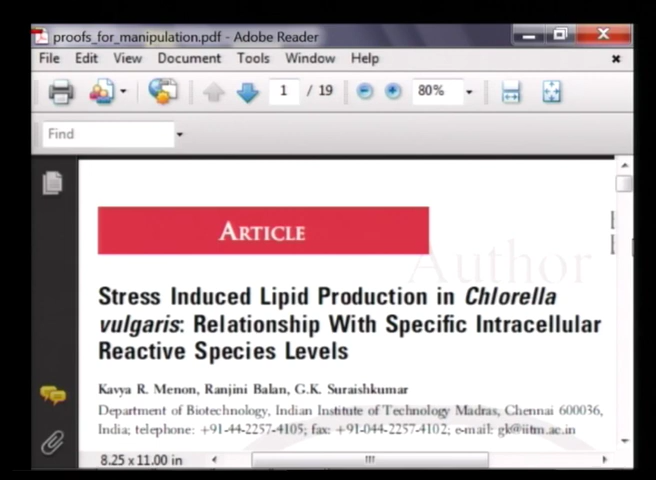 proofs_for_manipulation.pdf - Adobe Reader
File Edit View Document Tools Window Help
1 / 19 80%
Find
ARTICLE
Author
Stress Induced Lipid Production in Chlorella
vulgaris: Relationship With Specific Intracellular
Reactive Species Levels
Kavya R. Menon, Ranjini Balan, G.K. Suraishkumar
Department of Biotechnology, Indian Institute of Technology Madras, Chennai 600036,
India; telephone: +91-44-2257-4105; fax: +91-044-2257-4102; e-mail: gk@iitm.ac.in
8.25 x 11.00 in